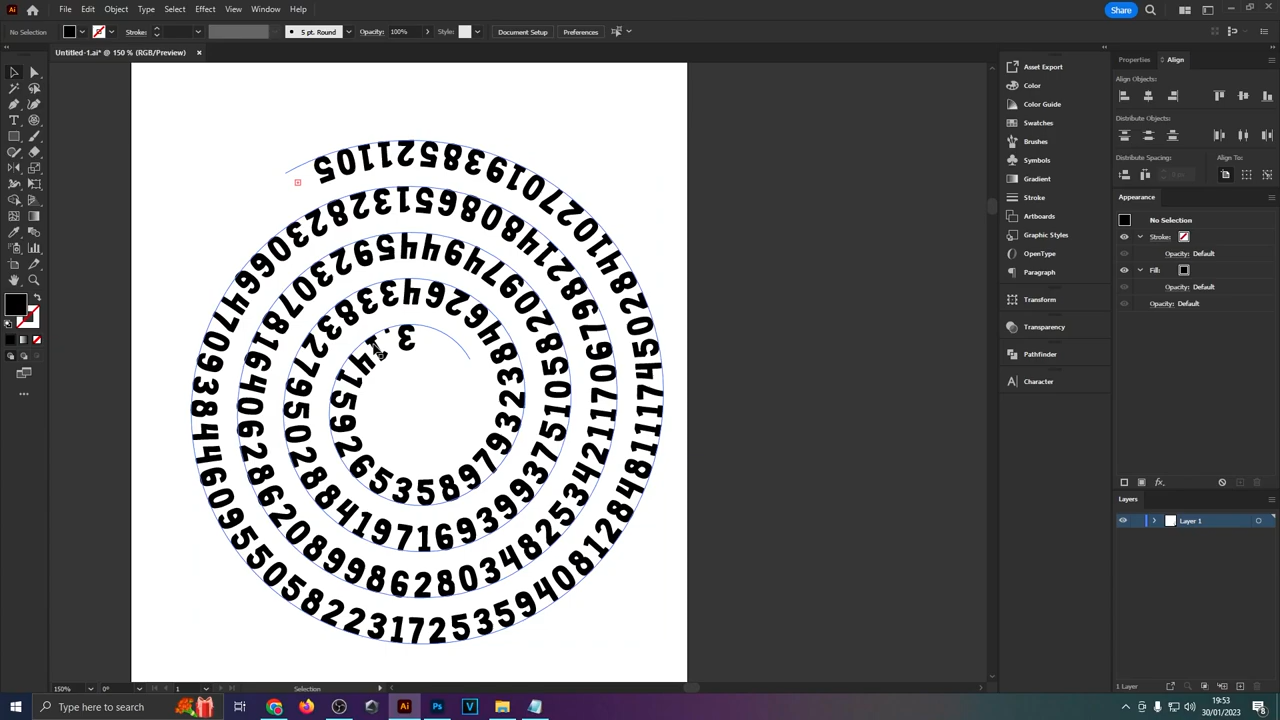 Ai File Edit Object Type Select Effect View Window Help Share
No Selection Stroke: 5 pt. Round Opacity: 100% Style: Document Setup Preferences
Untitled-1.ai* @ 150 % (RGB/Preview)
3.141592653589793238462643383279502884197169399375105820974944592307816406286208998628034825342117067982148086513282306647093844609550582231725359408128481117450284102701938521105
Asset Export
Color
Color Guide
Swatches
Brushes
Symbols
Gradient
Stroke
Artboards
Graphic Styles
OpenType
Paragraph
Transform
Transparency
Pathfinder
Character
Properties Align
Align Objects:
Distribute Objects:
Distribute Spacing: Align To:
Appearance
No Selection
Stroke:
Opacity: Default
Fill:
Opacity: Default
Opacity: Default
Layers
Layer 1
1 Layer
150% 0° 1 Selection
Type here to search
19:53
30/01/2023